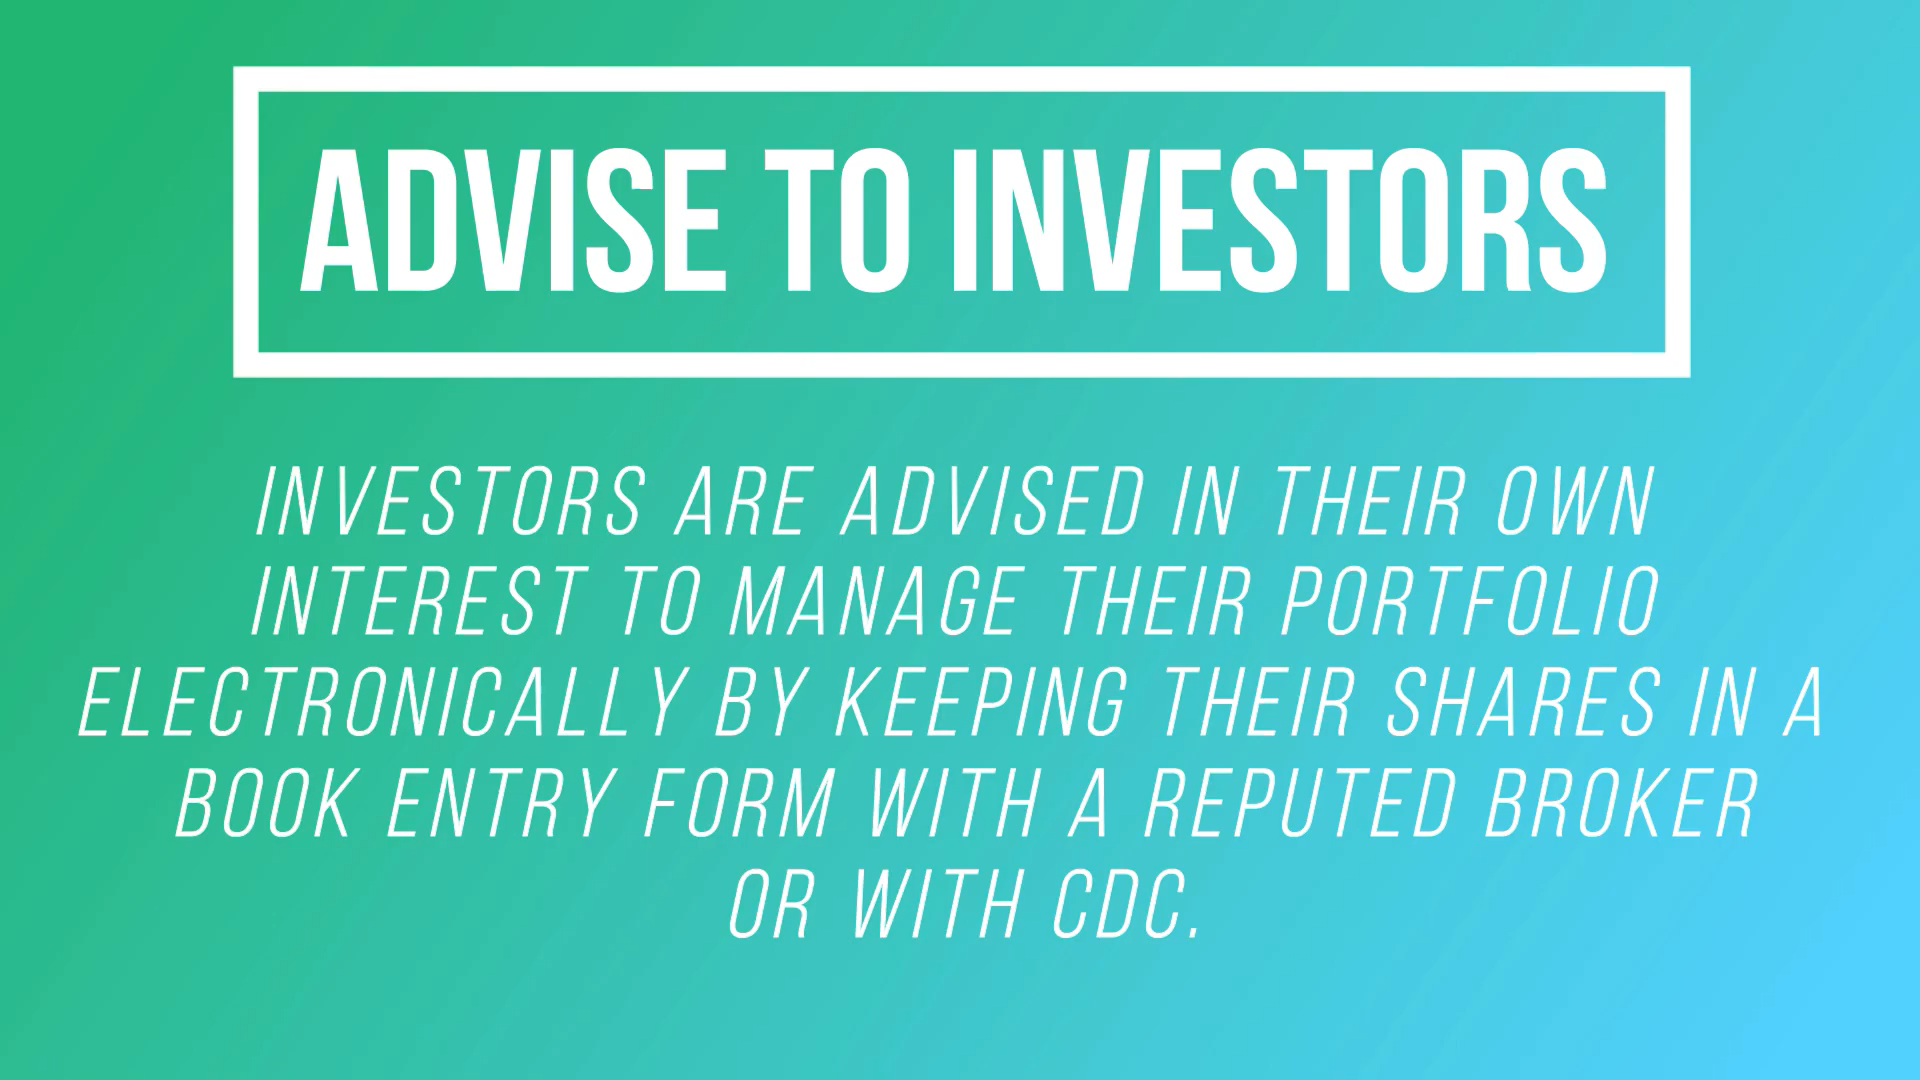 ADVISE TO INVESTORS
INVESTORS ARE ADVISED IN THEIR OWN
INTEREST TO MANAGE THEIR PORTFOLIO
ELECTRONICALLY BY KEEPING THEIR SHARES IN A
BOOK ENTRY FORM WITH A REPUTED BROKER
OR WITH CDC.